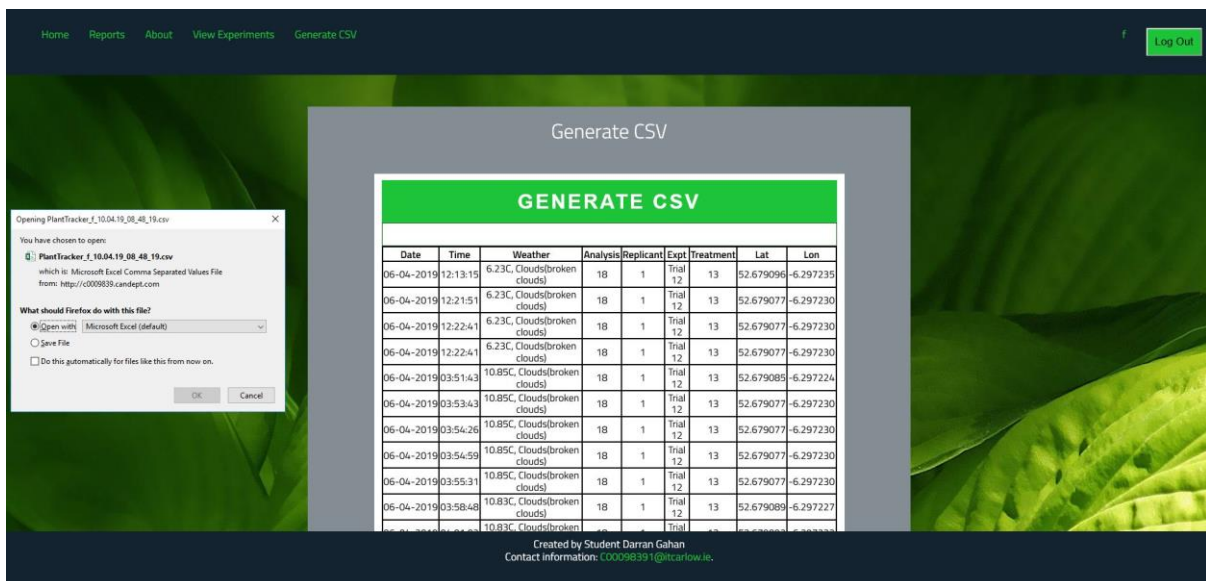 Home Reports About View Experiments Generate CSV f Log Out
Generate CSV
GENERATE CSV
Opening PlantTracker_f_10.04.19_08_48_19.csv
You have chosen to open:
PlantTracker_f_10.04.19_08_48_19.csv
which is: Microsoft Excel Comma Separated Values File
from: http://c0009839.candept.com
What should Firefox do with this file?
Open with Microsoft Excel (default)
Save File
Do this automatically for files like this from now on.
OK Cancel
Date Time Weather Analysis Replicant Expt Treatment Lat Lon
06-04-2019 12:13:15 6.23C, Clouds(broken clouds) 18 1 Trial 12 13 52.679096 -6.297235
06-04-2019 12:21:51 6.23C, Clouds(broken clouds) 18 1 Trial 12 13 52.679077 -6.297230
06-04-2019 12:22:41 6.23C, Clouds(broken clouds) 18 1 Trial 12 13 52.679077 -6.297230
06-04-2019 12:22:41 6.23C, Clouds(broken clouds) 18 1 Trial 12 13 52.679077 -6.297230
06-04-2019 03:51:43 10.85C, Clouds(broken clouds) 18 1 Trial 12 13 52.679085 -6.297224
06-04-2019 03:53:43 10.85C, Clouds(broken clouds) 18 1 Trial 12 13 52.679077 -6.297230
06-04-2019 03:54:26 10.85C, Clouds(broken clouds) 18 1 Trial 12 13 52.679077 -6.297230
06-04-2019 03:54:59 10.85C, Clouds(broken clouds) 18 1 Trial 12 13 52.679077 -6.297230
06-04-2019 03:55:31 10.85C, Clouds(broken clouds) 18 1 Trial 12 13 52.679077 -6.297230
06-04-2019 03:58:48 10.83C, Clouds(broken clouds) 18 1 Trial 12 13 52.679089 -6.297227
10.83C, Clouds(broken Trial
Created by Student Darran Gahan
Contact information: C00098391@itcarlow.ie.